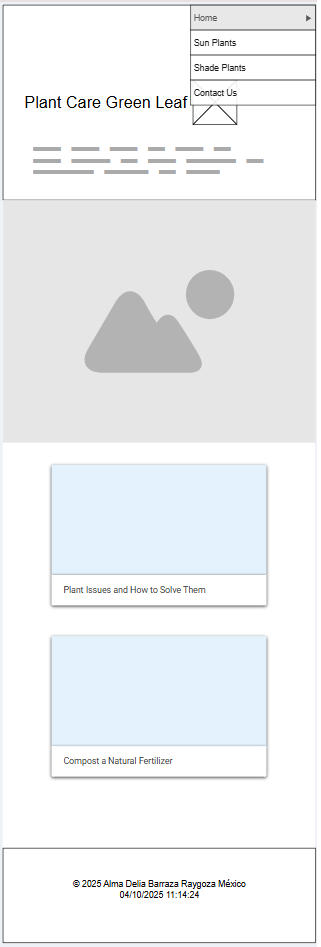 Home
Sun Plants
Shade Plants
Contact Us
Plant Care Green Leaf
Plant Issues and How to Solve Them
Compost a Natural Fertilizer
© 2025 Alma Delia Barraza Raygoza México
04/10/2025 11:14:24